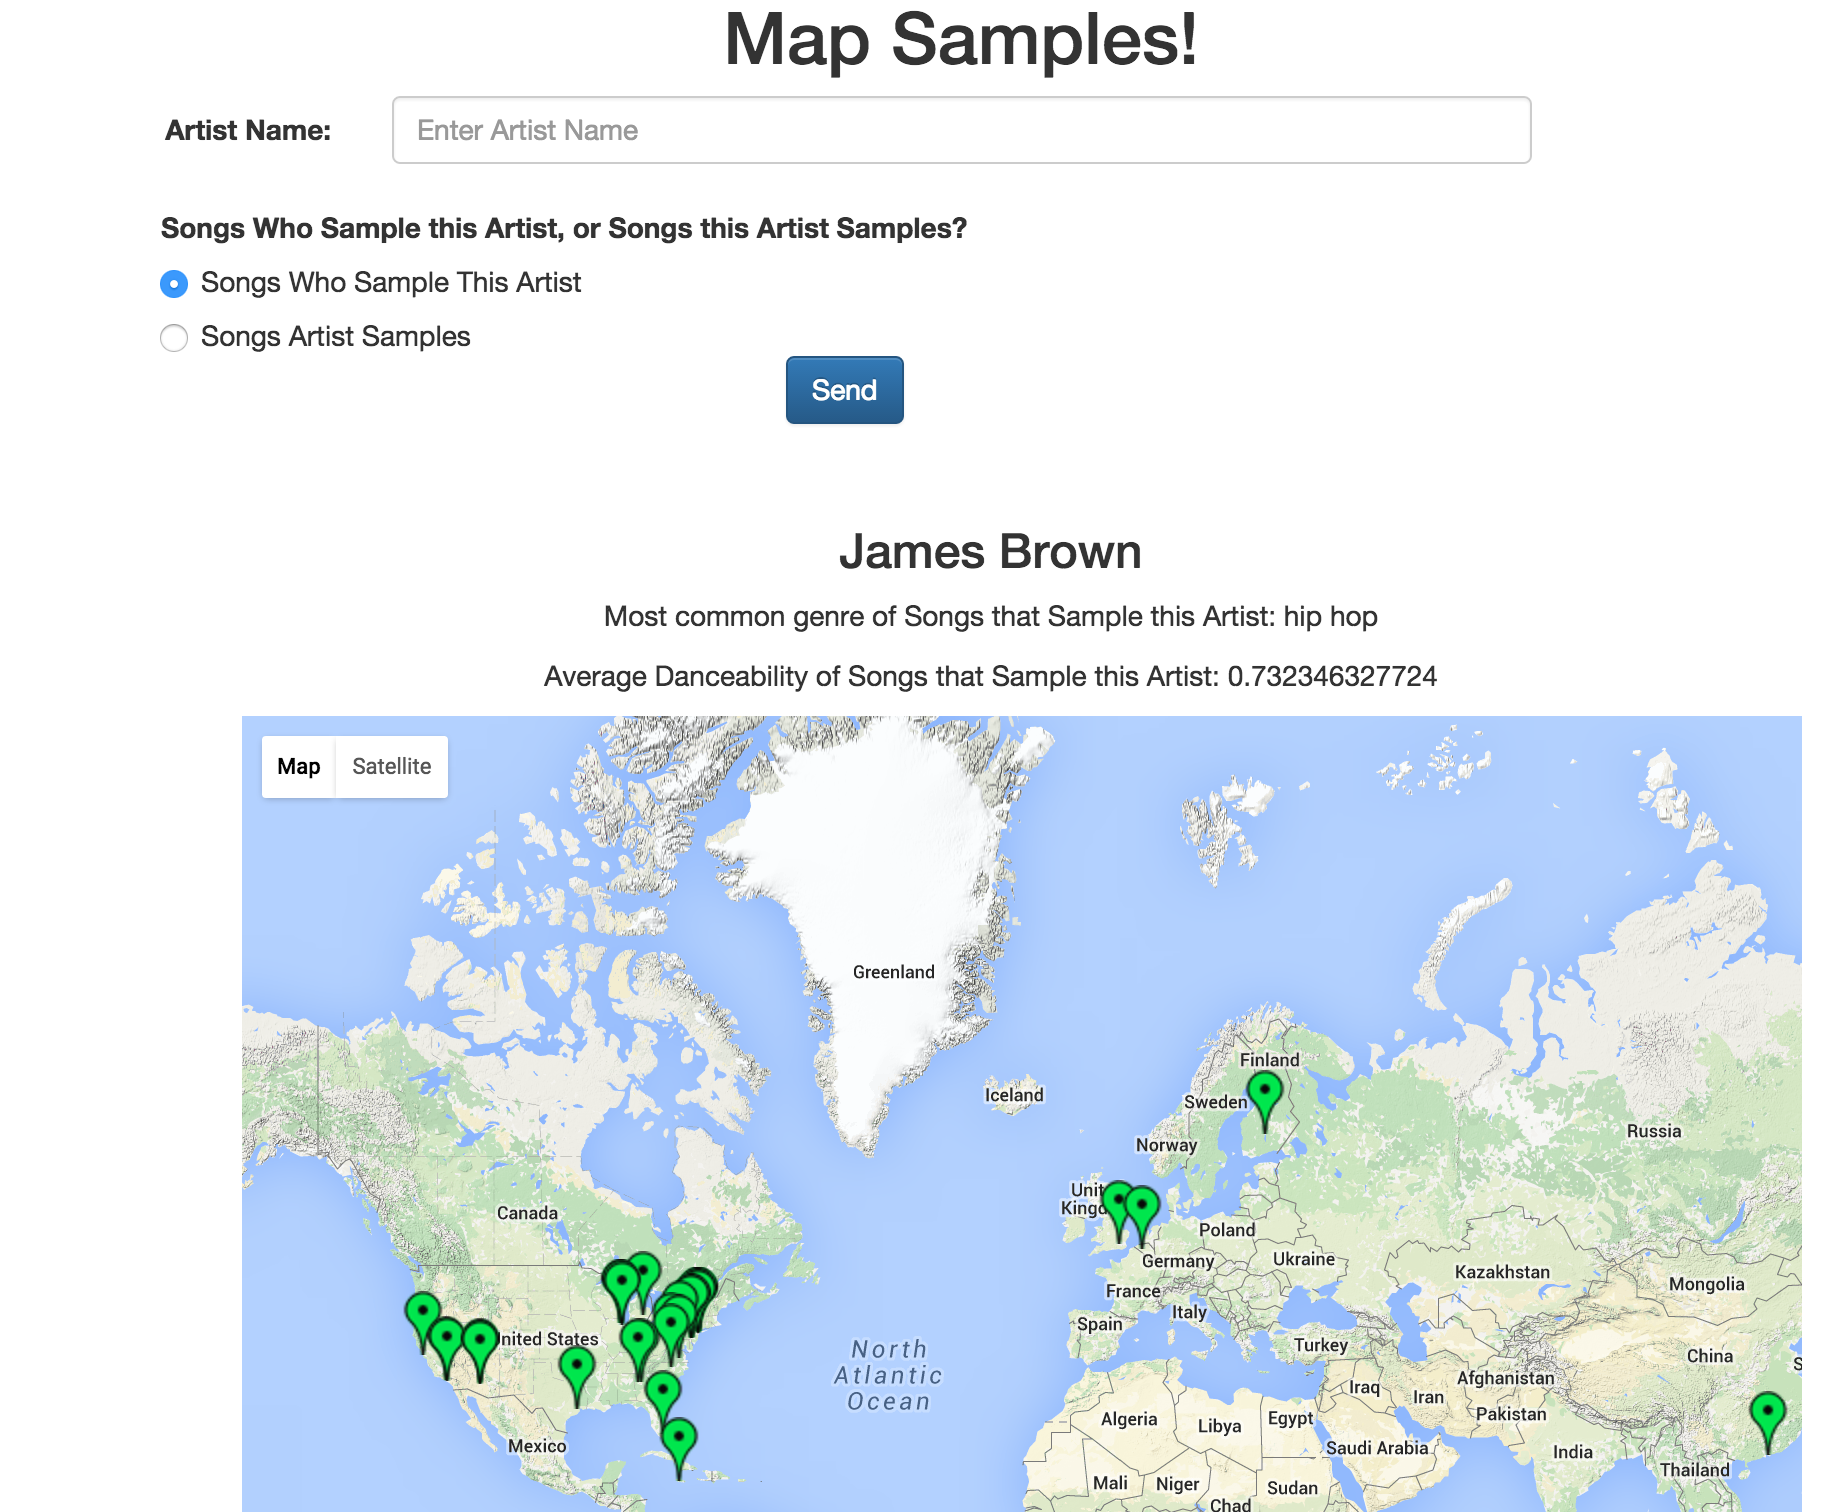 Map Samples!
Artist Name:
Enter Artist Name
Songs Who Sample this Artist, or Songs this Artist Samples?
Songs Who Sample This Artist
Songs Artist Samples
Send
James Brown
Most common genre of Songs that Sample this Artist: hip hop
Average Danceability of Songs that Sample this Artist: 0.732346327724
Map
Satellite
Greenland
Finland
Iceland
Sweden
Russia
Norway
Unit
Kingd
Canada
Poland
Germany
Ukraine
Kazakhstan
Mongolia
France
Italy
Spain
nited States
Turkey
North
Atlantic
Ocean
China
S
Afghanistan
Iraq
Iran
Pakistan
Algeria
Libya
Egypt
Saudi Arabia
Mexico
India
Thailand
Mali
Niger
Sudan
Chad